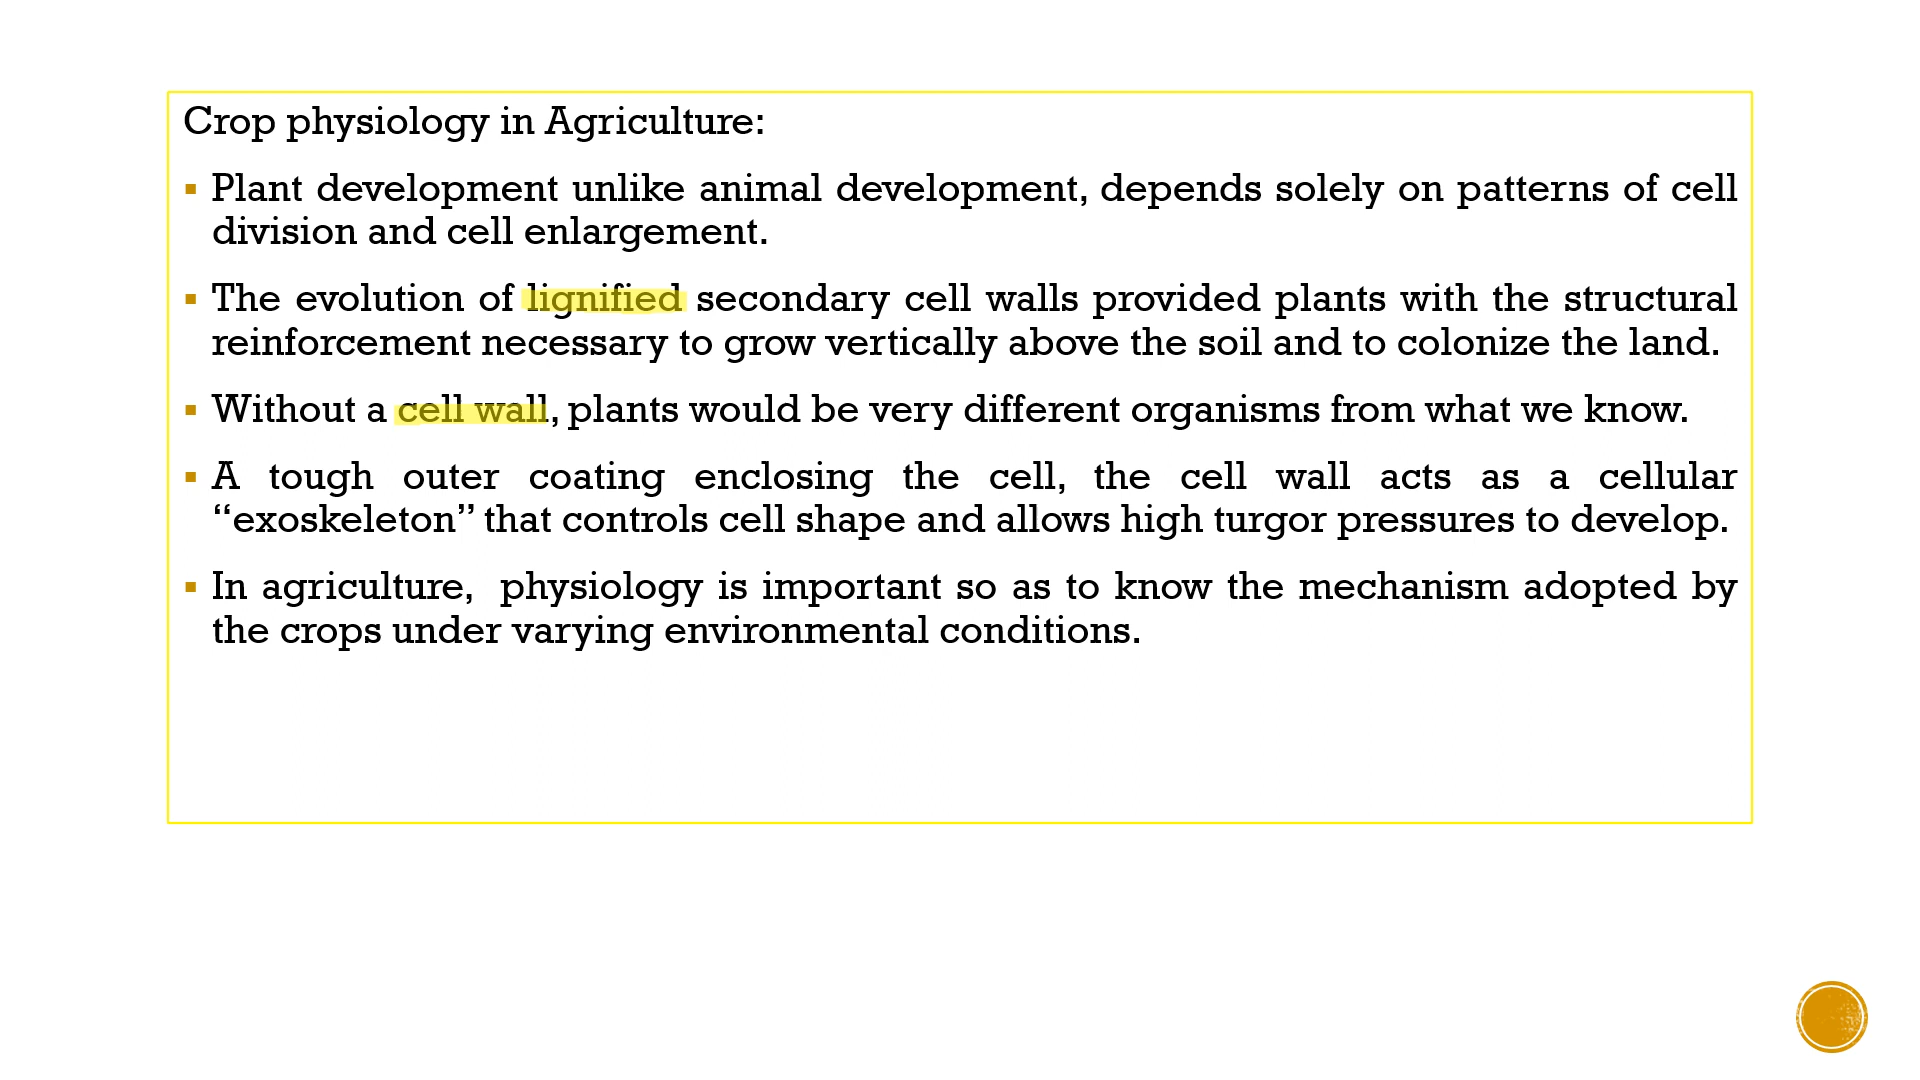 Crop physiology in Agriculture:
▪ Plant development unlike animal development, depends solely on patterns of cell
division and cell enlargement.
▪ The evolution of lignified secondary cell walls provided plants with the structural
reinforcement necessary to grow vertically above the soil and to colonize the land.
▪ Without a cell wall, plants would be very different organisms from what we know.
▪ A tough outer coating enclosing the cell, the cell wall acts as a cellular
“exoskeleton” that controls cell shape and allows high turgor pressures to develop.
▪ In agriculture,  physiology is important so as to know the mechanism adopted by
the crops under varying environmental conditions.